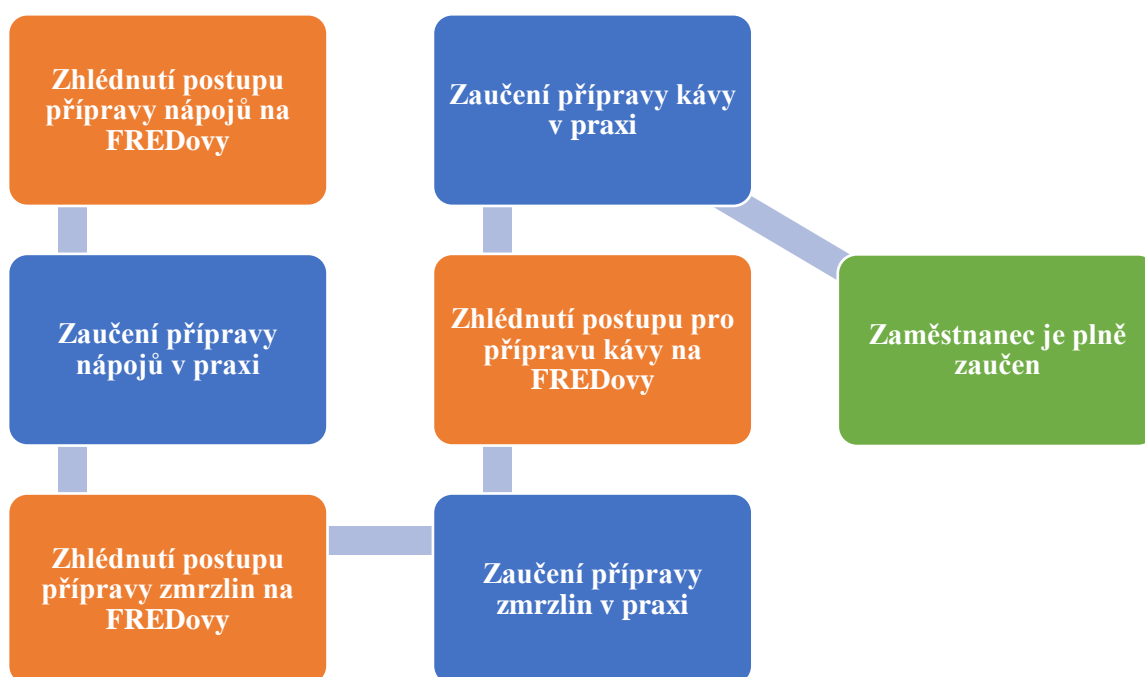 Zhlédnutí postupu
přípravy nápojů na
FREDovy
Zaučení přípravy
nápojů v praxi
Zhlédnutí postupu
přípravy zmrzlin na
FREDovy
Zaučení přípravy
zmrzlin v praxi
Zhlédnutí postupu pro
přípravu kávy na
FREDovy
Zaučení přípravy kávy
v praxi
Zaměstnanec je plně
zaučen